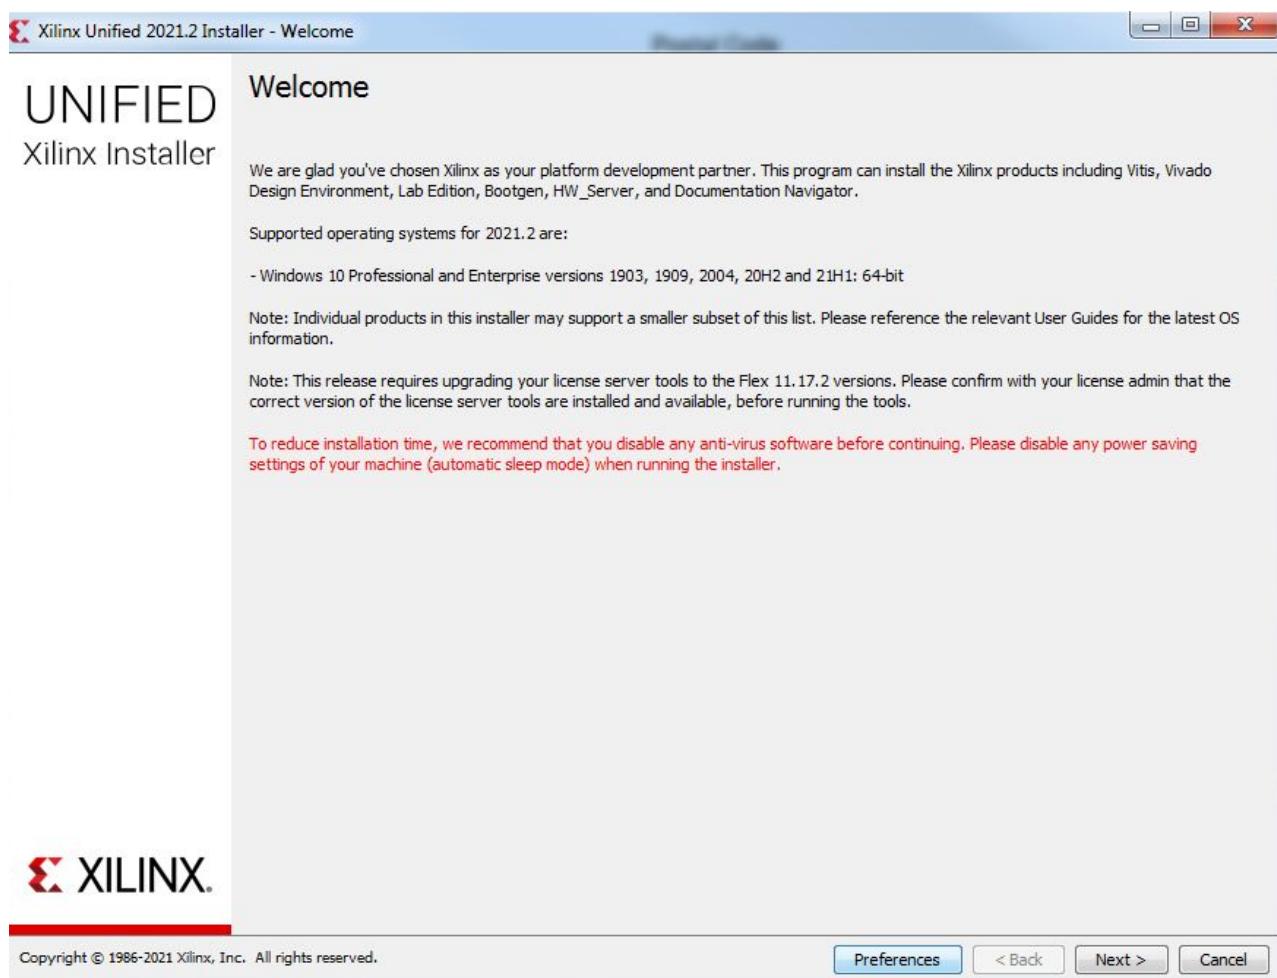 Xilinx Unified 2021.2 Installer - Welcome
Postal Code
UNIFIED
Xilinx Installer
Welcome
We are glad you've chosen Xilinx as your platform development partner. This program can install the Xilinx products including Vitis, Vivado
Design Environment, Lab Edition, Bootgen, HW_Server, and Documentation Navigator.
Supported operating systems for 2021.2 are:
- Windows 10 Professional and Enterprise versions 1903, 1909, 2004, 20H2 and 21H1: 64-bit
Note: Individual products in this installer may support a smaller subset of this list. Please reference the relevant User Guides for the latest OS
information.
Note: This release requires upgrading your license server tools to the Flex 11.17.2 versions. Please confirm with your license admin that the
correct version of the license server tools are installed and available, before running the tools.
To reduce installation time, we recommend that you disable any anti-virus software before continuing. Please disable any power saving
settings of your machine (automatic sleep mode) when running the installer.
XILINX.
Copyright © 1986-2021 Xilinx, Inc. All rights reserved.
Preferences
< Back
Next >
Cancel